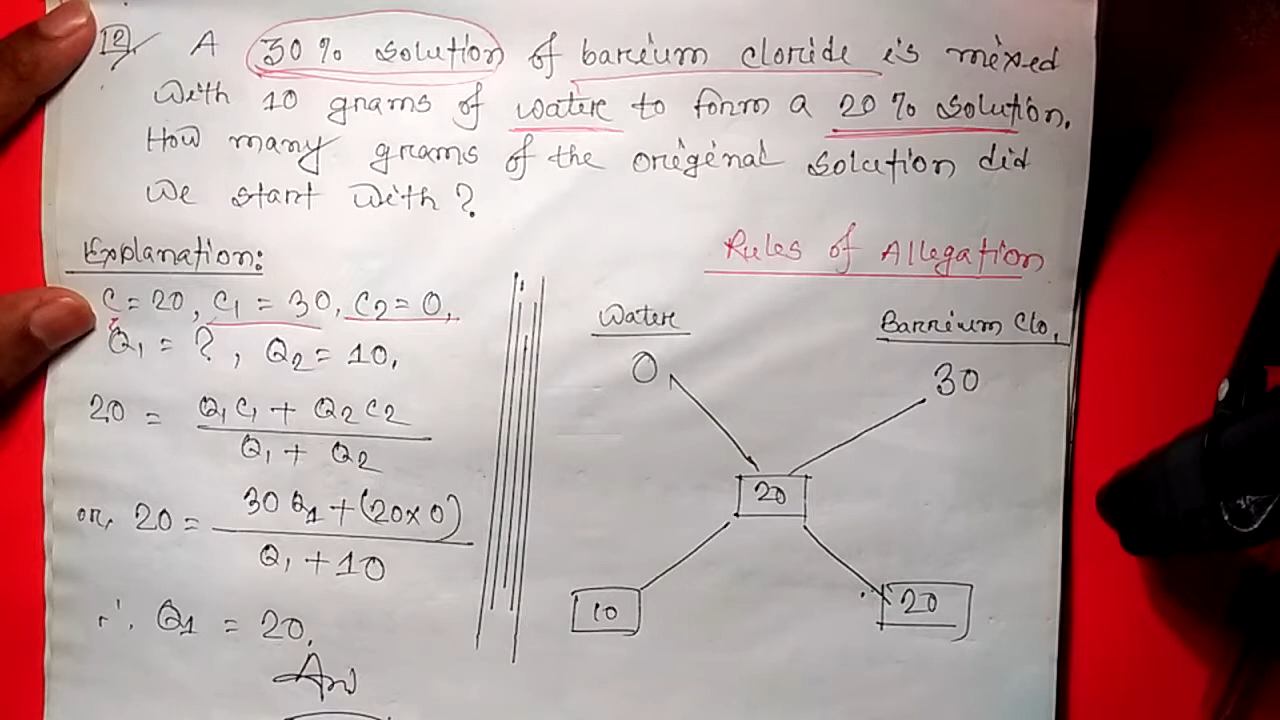 12, A 30% solution of barium cloride is mixed
with 10 grams of water to form a 20% solution.
How many grams of the original solution did
we start with?
Explanation:
C = 20, C1 = 30, C2 = 0,
Q1 = ?, Q2 = 10,
20 = Q1C1 + Q2C2 / Q1 + Q2
or, 20 = 30Q1 + (20×0) / Q1 + 10
∴ Q1 = 20.
Ans
Rules of Allegation
Water Barrium Clo,
0 30
20
10 20